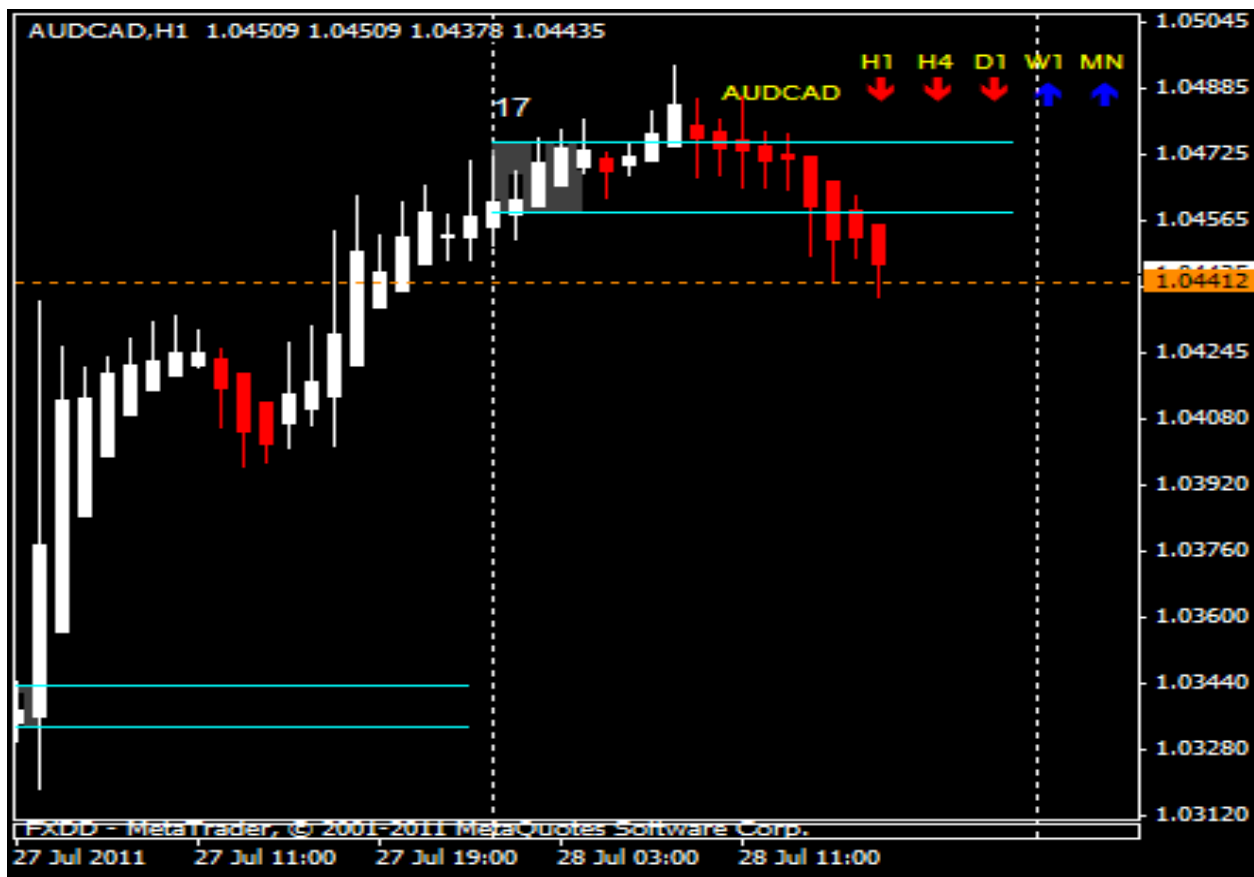 AUDCAD,H1 1.04509 1.04509 1.04378 1.04435
H1 H4 D1 W1 MN
AUDCAD
17
1.05045
1.04885
1.04725
1.04565
1.04412
1.04245
1.04080
1.03920
1.03760
1.03600
1.03440
1.03280
1.03120
FXDD - MetaTrader, © 2001-2011 MetaQuotes Software Corp.
27 Jul 2011 27 Jul 11:00 27 Jul 19:00 28 Jul 03:00 28 Jul 11:00